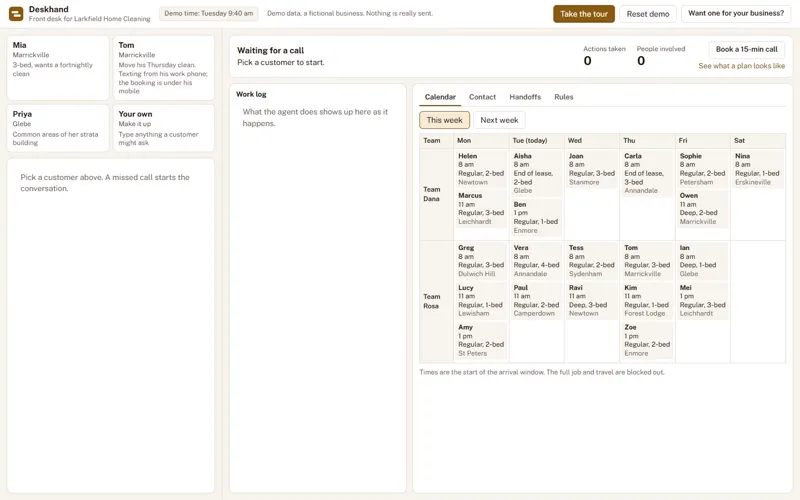 Deskhand
Front desk for Larkfield Home Cleaning
Demo time: Tuesday 9:40 am
Demo data, a fictional business. Nothing is really sent.
Take the tour
Reset demo
Want one for your business?
Mia
Marrickville
3-bed, wants a fortnightly
clean
Tom
Marrickville
Move his Thursday clean.
Texting from his work phone;
the booking is under his
mobile
Priya
Glebe
Common areas of her strata
building
Your own
Make it up
Type anything a customer
might ask
Pick a customer above. A missed call starts the
conversation.
Waiting for a call
Pick a customer to start.
Actions taken
0
People involved
0
Book a 15-min call
See what a plan looks like
Work log
What the agent does shows up here as it
happens.
Calendar
Contact
Handoffs
Rules
This week
Next week
Team
Mon
Tue (today)
Wed
Thu
Fri
Sat
Team
Dana
Helen
8 am
Regular, 2-bed
Newtown
Marcus
11 am
Regular, 3-bed
Leichhardt
Aisha
8 am
End of lease,
2-bed
Glebe
Ben
1 pm
Regular, 1-bed
Enmore
Joan
8 am
Regular, 3-bed
Stanmore
Carla
8 am
End of lease,
3-bed
Annandale
Sophie
8 am
Regular, 2-bed
Petersham
Owen
11 am
Deep, 2-bed
Marrickville
Nina
8 am
Regular, 1-bed
Erskineville
Team
Rosa
Greg
8 am
Regular, 3-bed
Dulwich Hill
Lucy
11 am
Regular, 1-bed
Lewisham
Amy
1 pm
Regular, 2-bed
St Peters
Vera
8 am
Regular, 4-bed
Annandale
Paul
11 am
Regular, 2-bed
Camperdown
Tess
8 am
Regular, 2-bed
Sydenham
Ravi
11 am
Deep, 3-bed
Newtown
Tom
8 am
Regular, 3-bed
Marrickville
Kim
11 am
Regular, 1-bed
Forest Lodge
Zoe
1 pm
Regular, 2-bed
Enmore
Ian
8 am
Deep, 1-bed
Glebe
Mei
1 pm
Regular, 3-bed
Leichhardt
Times are the start of the arrival window. The full job and travel are blocked out.